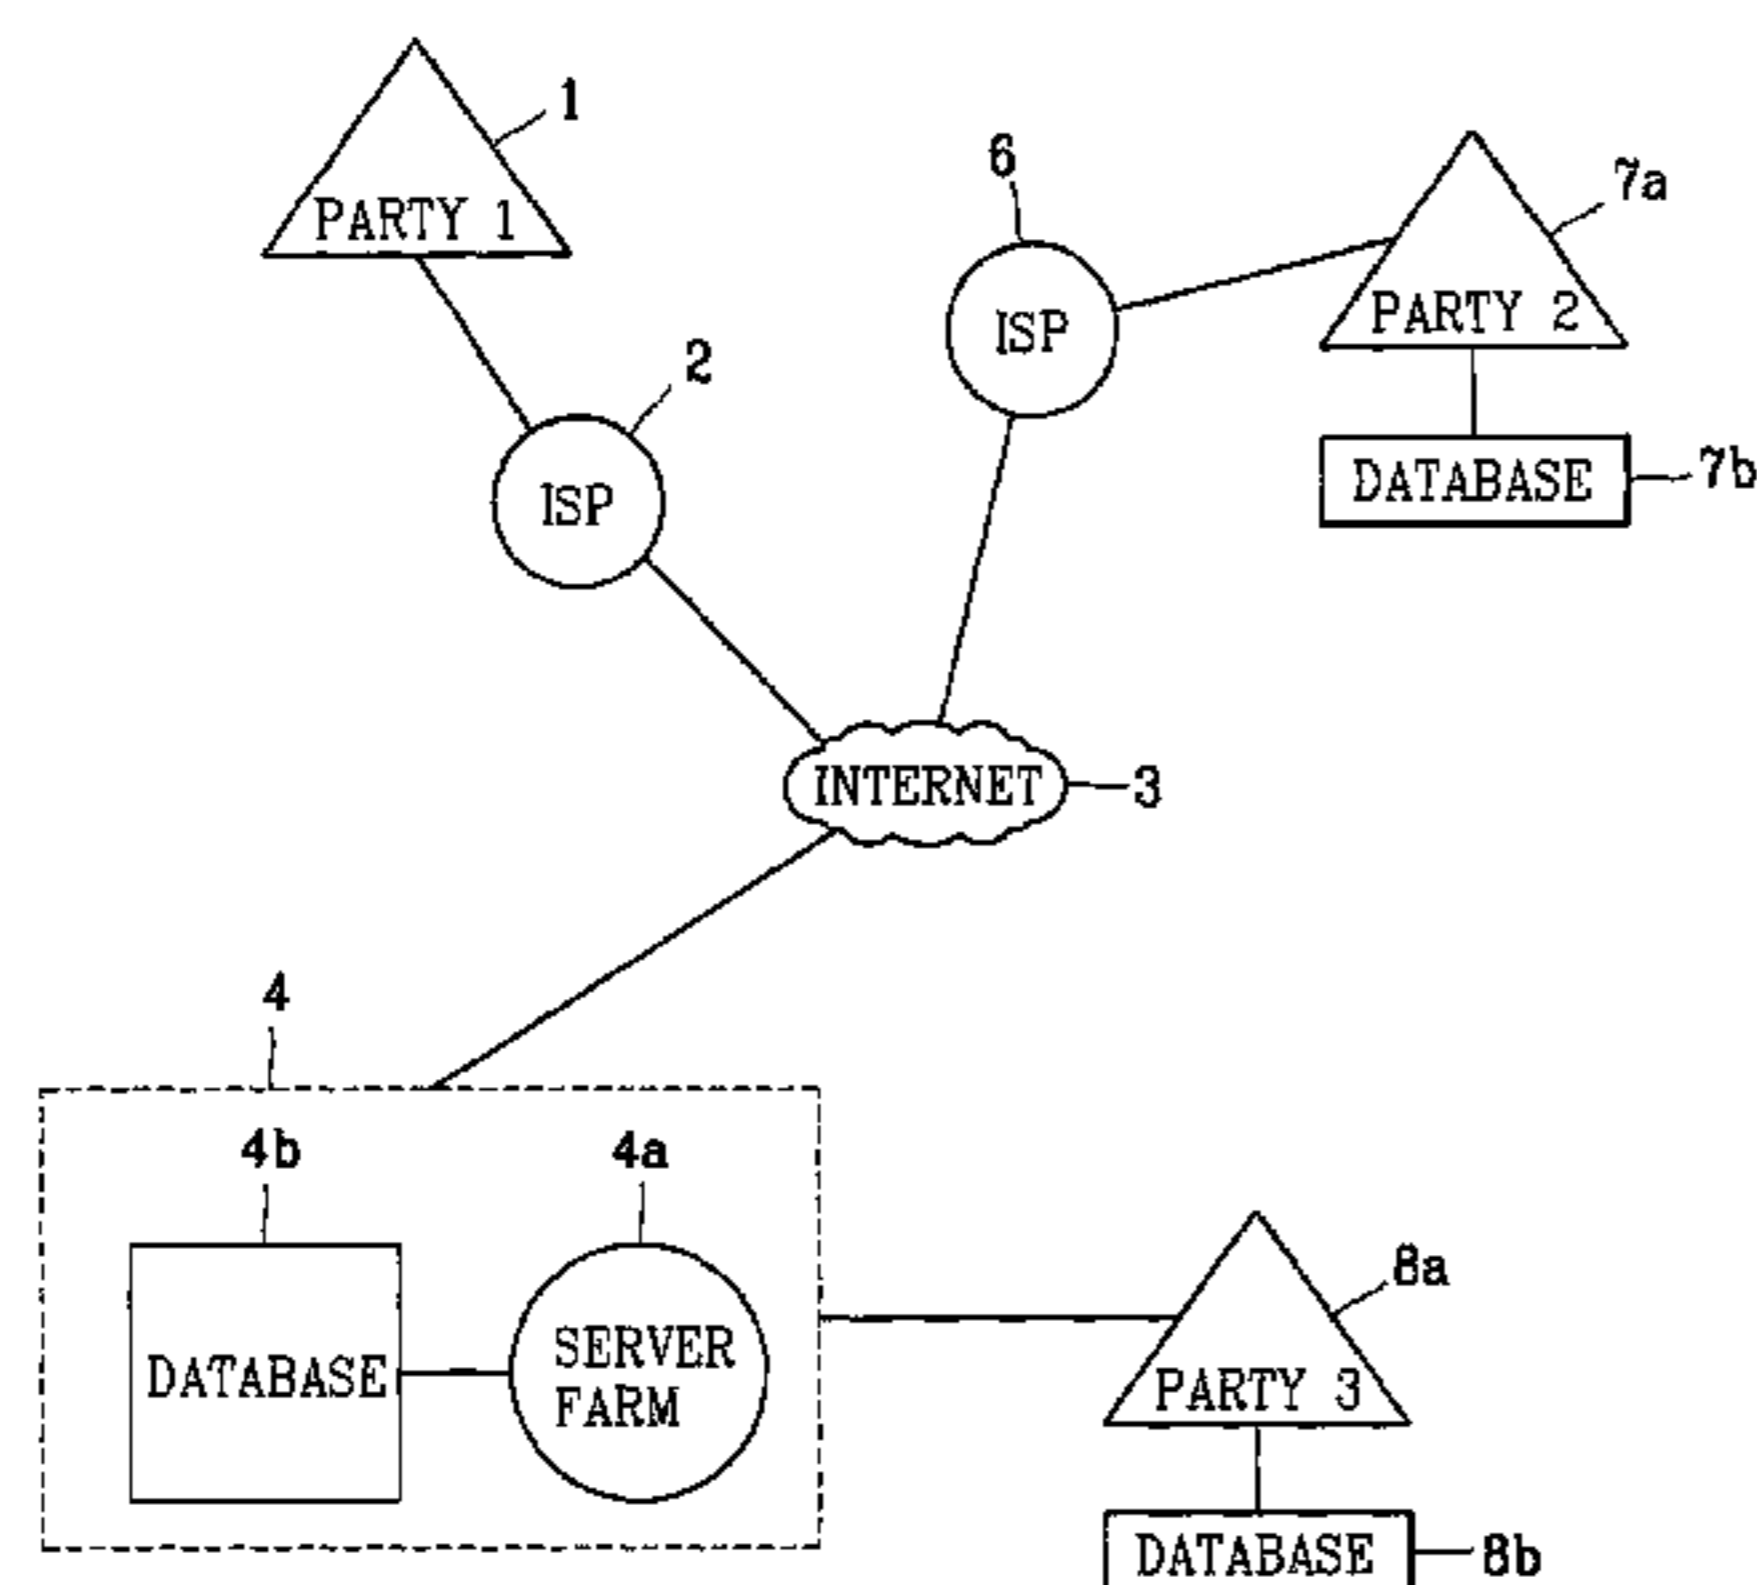 1
PARTY 1
6
7a
ISP
PARTY 2
2
DATABASE
7b
ISP
INTERNET
3
4
4b
4a
8a
SERVER
FARM
DATABASE
PARTY 3
DATABASE
8b